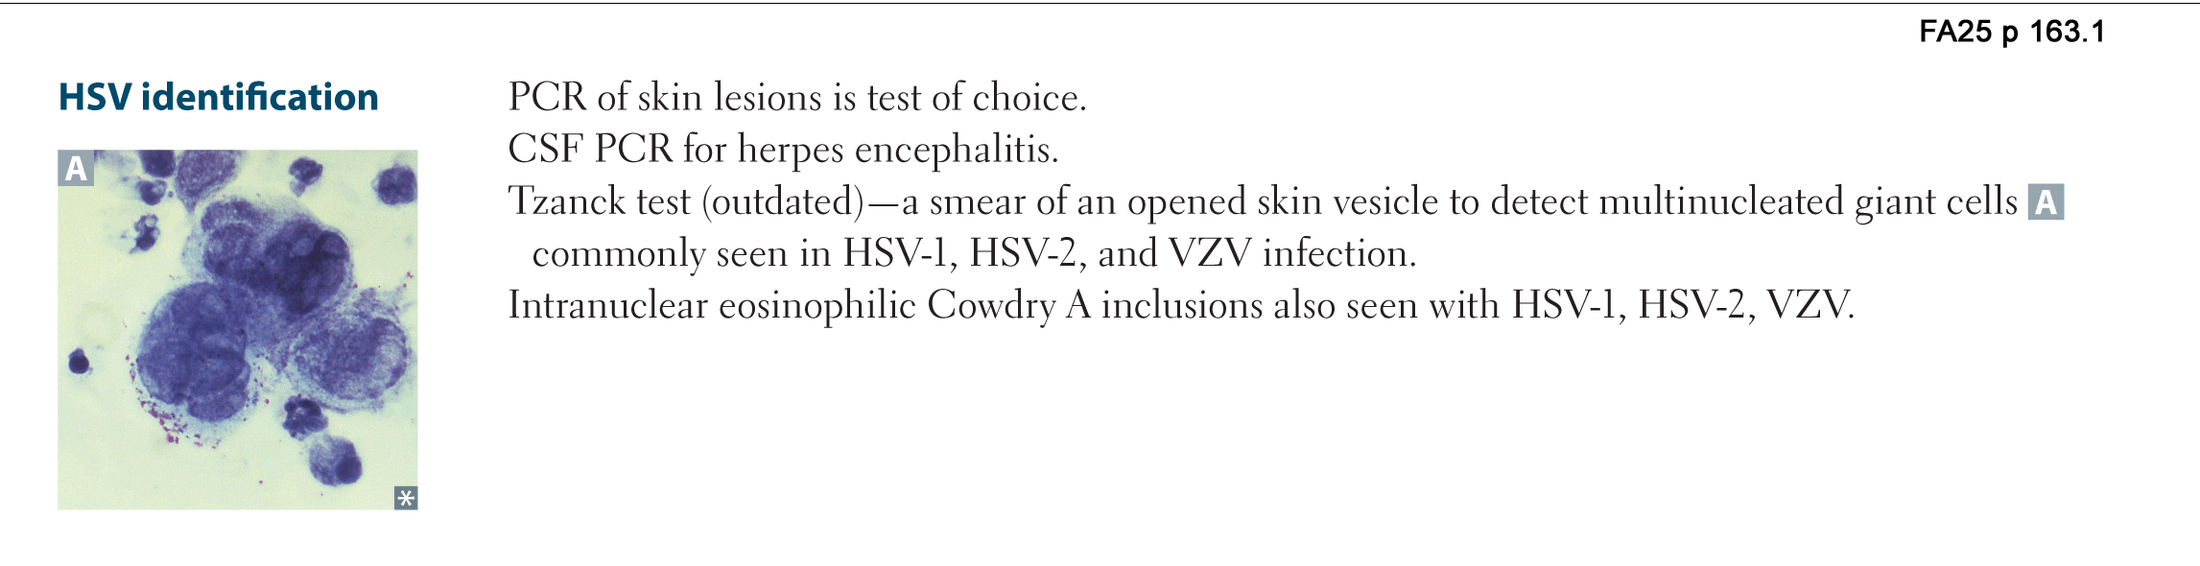 FA25 p 163.1
HSV identification
A
*
PCR of skin lesions is test of choice.
CSF PCR for herpes encephalitis.
Tzanck test (outdated)—a smear of an opened skin vesicle to detect multinucleated giant cells A
commonly seen in HSV-1, HSV-2, and VZV infection.
Intranuclear eosinophilic Cowdry A inclusions also seen with HSV-1, HSV-2, VZV.